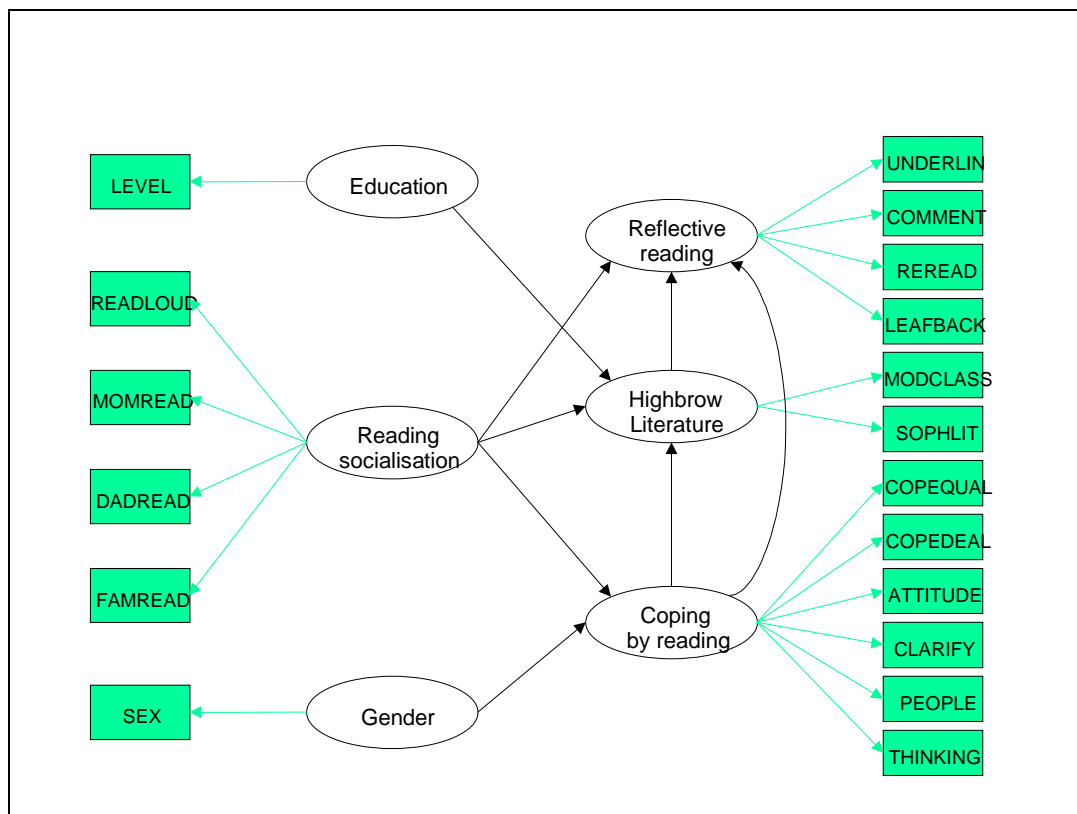 LEVEL
READLOUD
MOMREAD
DADREAD
FAMREAD
SEX
Education
Reading
socialisation
Gender
Reflective
reading
Highbrow
Literature
Coping
by reading
UNDERLIN
COMMENT
REREAD
LEAFBACK
MODCLASS
SOPHLIT
COPEQUAL
COPEDEAL
ATTITUDE
CLARIFY
PEOPLE
THINKING